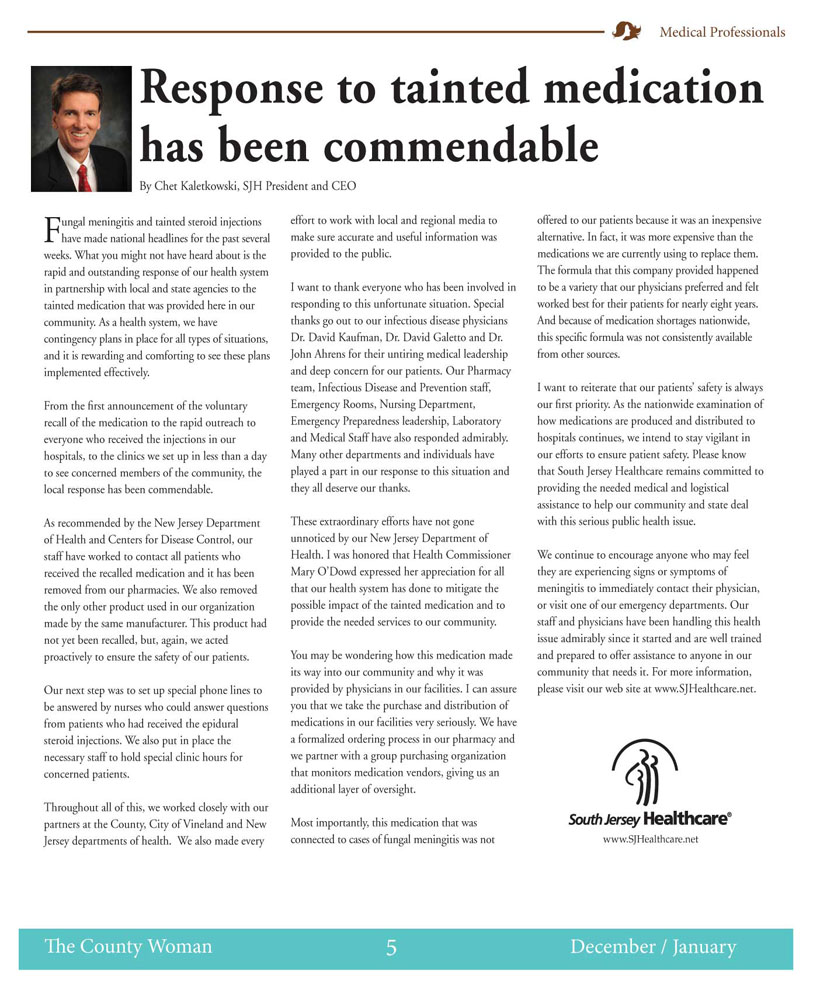 Medical Professionals
Response to tainted medication
has been commendable
By Chet Kaletkowski, SJH President and CEO
Fungal meningitis and tainted steroid injections
have made national headlines for the past several
weeks. What you might not have heard about is the
rapid and outstanding response of our health system
in partnership with local and state agencies to the
tainted medication that was provided here in our
community. As a health system, we have
contingency plans in place for all types of situations,
and it is rewarding and comforting to see these plans
implemented effectively.
From the first announcement of the voluntary
recall of the medication to the rapid outreach to
everyone who received the injections in our
hospitals, to the clinics we set up in less than a day
to see concerned members of the community, the
local response has been commendable.
As recommended by the New Jersey Department
of Health and Centers for Disease Control, our
staff have worked to contact all patients who
received the recalled medication and it has been
removed from our pharmacies. We also removed
the only other product used in our organization
made by the same manufacturer. This product had
not yet been recalled, but, again, we acted
proactively to ensure the safety of our patients.
Our next step was to set up special phone lines to
be answered by nurses who could answer questions
from patients who had received the epidural
steroid injections. We also put in place the
necessary staff to hold special clinic hours for
concerned patients.
Throughout all of this, we worked closely with our
partners at the County, City of Vineland and New
Jersey departments of health. We also made every
effort to work with local and regional media to
make sure accurate and useful information was
provided to the public.
I want to thank everyone who has been involved in
responding to this unfortunate situation. Special
thanks go out to our infectious disease physicians
Dr. David Kaufman, Dr. David Galetto and Dr.
John Ahrens for their untiring medical leadership
and deep concern for our patients. Our Pharmacy
team, Infectious Disease and Prevention staff,
Emergency Rooms, Nursing Department,
Emergency Preparedness leadership, Laboratory
and Medical Staff have also responded admirably.
Many other departments and individuals have
played a part in our response to this situation and
they all deserve our thanks.
These extraordinary efforts have not gone
unnoticed by our New Jersey Department of
Health. I was honored that Health Commissioner
Mary O'Dowd expressed her appreciation for all
that our health system has done to mitigate the
possible impact of the tainted medication and to
provide the needed services to our community.
You may be wondering how this medication made
its way into our community and why it was
provided by physicians in our facilities. I can assure
you that we take the purchase and distribution of
medications in our facilities very seriously. We have
a formalized ordering process in our pharmacy and
we partner with a group purchasing organization
that monitors medication vendors, giving us an
additional layer of oversight.
Most importantly, this medication that was
connected to cases of fungal meningitis was not
offered to our patients because it was an inexpensive
alternative. In fact, it was more expensive than the
medications we are currently using to replace them.
The formula that this company provided happened
to be a variety that our physicians preferred and felt
worked best for their patients for nearly eight years.
And because of medication shortages nationwide,
this specific formula was not consistently available
from other sources.
I want to reiterate that our patients' safety is always
our first priority. As the nationwide examination of
how medications are produced and distributed to
hospitals continues, we intend to stay vigilant in
our efforts to ensure patient safety. Please know
that South Jersey Healthcare remains committed to
providing the needed medical and logistical
assistance to help our community and state deal
with this serious public health issue.
We continue to encourage anyone who may feel
they are experiencing signs or symptoms of
meningitis to immediately contact their physician,
or visit one of our emergency departments. Our
staff and physicians have been handling this health
issue admirably since it started and are well trained
and prepared to offer assistance to anyone in our
community that needs it. For more information,
please visit our web site at www.SJHealthcare.net.
South Jersey Healthcare®
www.SJHealthcare.net
The County Woman
5
December / January